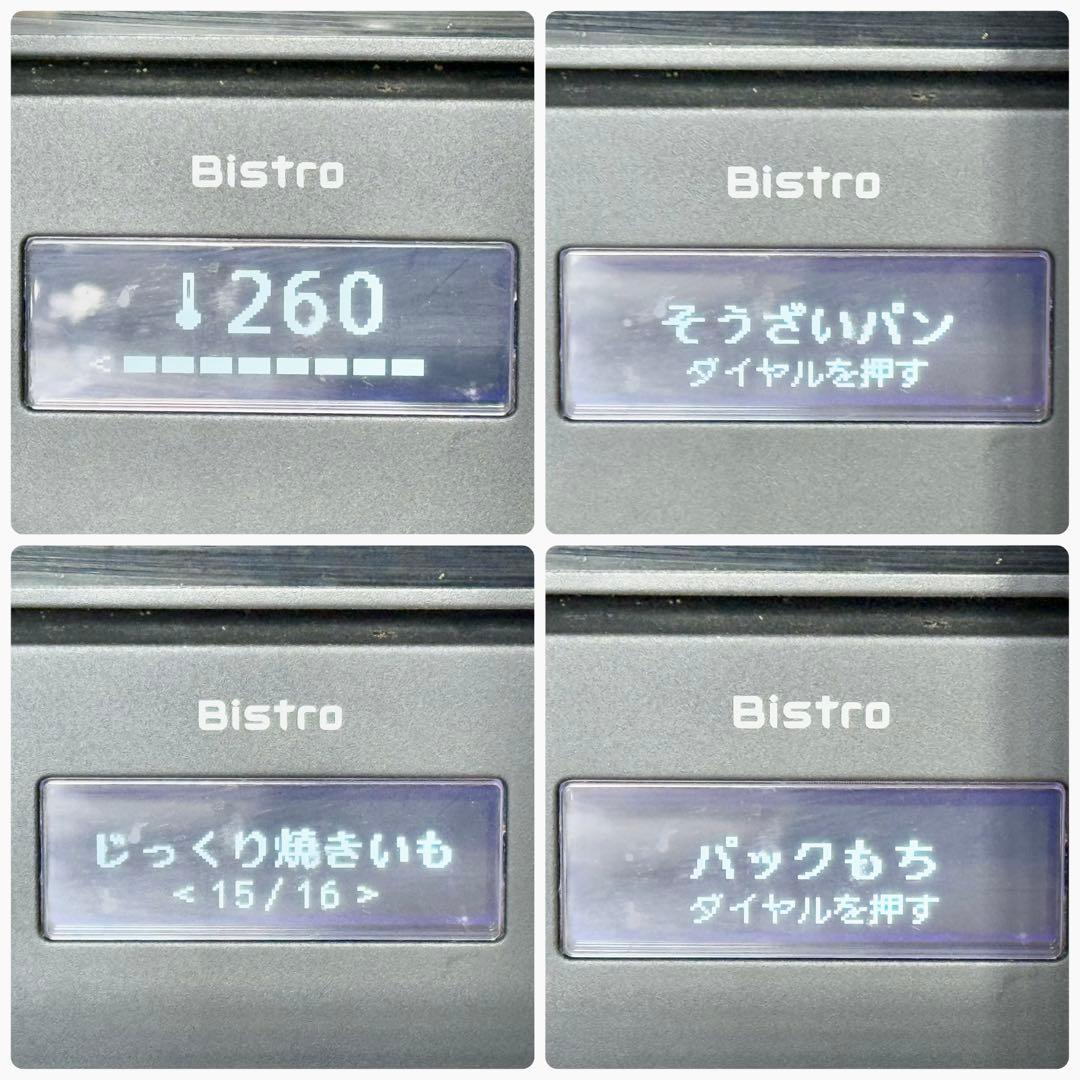 Bistro
260
<
Bistro
そうざいパン
ダイヤルを押す
Bistro
じっくり焼きいも
< 15/16 >
Bistro
パックもち
ダイヤルを押す